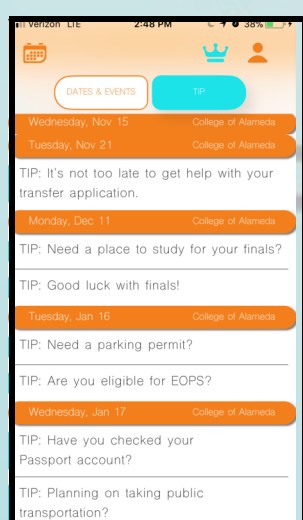 Verizon LTE 2:48 PM 38%
DATES & EVENTS TIP
Wednesday, Nov 15 College of Alameda
Tuesday, Nov 21 College of Alameda
TIP: It's not too late to get help with your
transfer application.
Monday, Dec 11 College of Alameda
TIP: Need a place to study for your finals?
TIP: Good luck with finals!
Tuesday, Jan 16 College of Alameda
TIP: Need a parking permit?
TIP: Are you eligible for EOPS?
Wednesday, Jan 17 College of Alameda
TIP: Have you checked your
Passport account?
TIP: Planning on taking public
transportation?